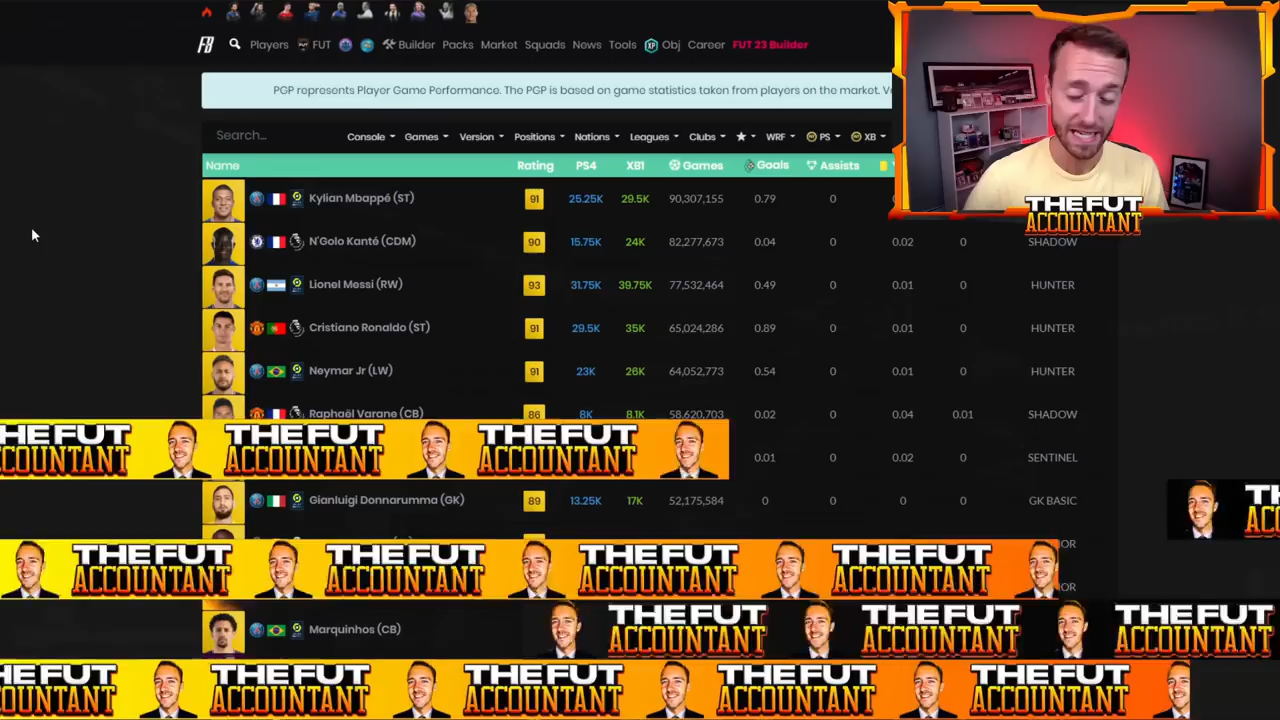 FB Players FUT Builder Packs Market Squads News Tools XP Obj Career FUT 23 Builder
PGP represents Player Game Performance. The PGP is based on game statistics taken from players on the market. V
Search... Console Games Version Positions Nations Leagues Clubs WRF PS XB
Name Rating PS4 XB1 Games Goals Assists
Kylian Mbappé (ST) 91 25.25K 29.5K 90,307,155 0.79 0
N'Golo Kanté (CDM) 90 15.75K 24K 82,277,673 0.04 0 0.02 0 SHADOW
Lionel Messi (RW) 93 31.75K 39.75K 77,532,464 0.49 0 0.01 0 HUNTER
Cristiano Ronaldo (ST) 91 29.5K 35K 65,024,286 0.89 0 0.01 0 HUNTER
Neymar Jr (LW) 91 23K 26K 64,052,773 0.54 0 0.01 0 HUNTER
Raphaël Varane (CB) 86 8K 8.1K 58,620,703 0.02 0 0.04 0.01 SHADOW
0.01 0 0.02 0 SENTINEL
Gianluigi Donnarumma (GK) 89 13.25K 17K 52,175,584 0 0 0 0 GK BASIC
OR
OR
Marquinhos (CB)
THE FUT
ACCOUNTANT
THE FUT THE FUT THE FUT
COUNTANT ACCOUNTANT ACCOUNTANT
TH
ACC
THE FUT THE FUT THE FUT THE FUT
ACCOUNTANT ACCOUNTANT ACCOUNTANT ACCOUNTANT
THE FUT THE FUT THE FUT
ACCOUNTANT ACCOUNTANT ACCOUNTANT
THE FUT THE FUT THE FUT THE FUT THE FUT
COUNTANT ACCOUNTANT ACCOUNTANT ACCOUNTANT ACCOUNTANT